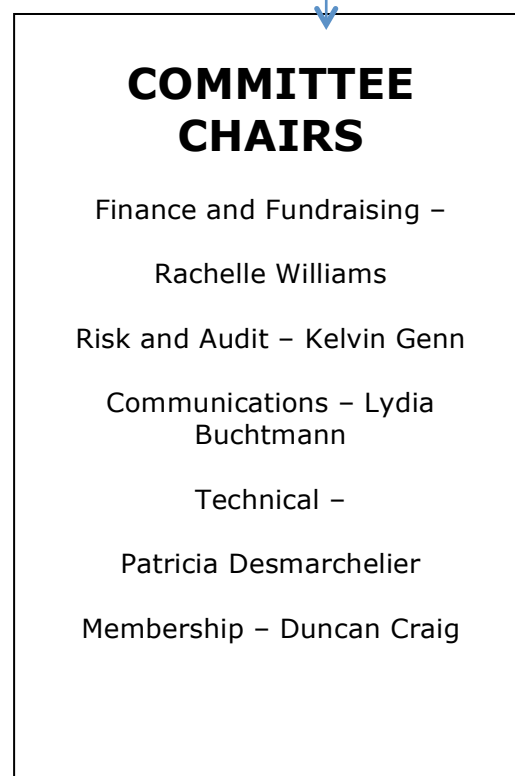 COMMITTEE
CHAIRS
Finance and Fundraising –
Rachelle Williams
Risk and Audit – Kelvin Genn
Communications – Lydia
Buchtmann
Technical –
Patricia Desmarchelier
Membership – Duncan Craig